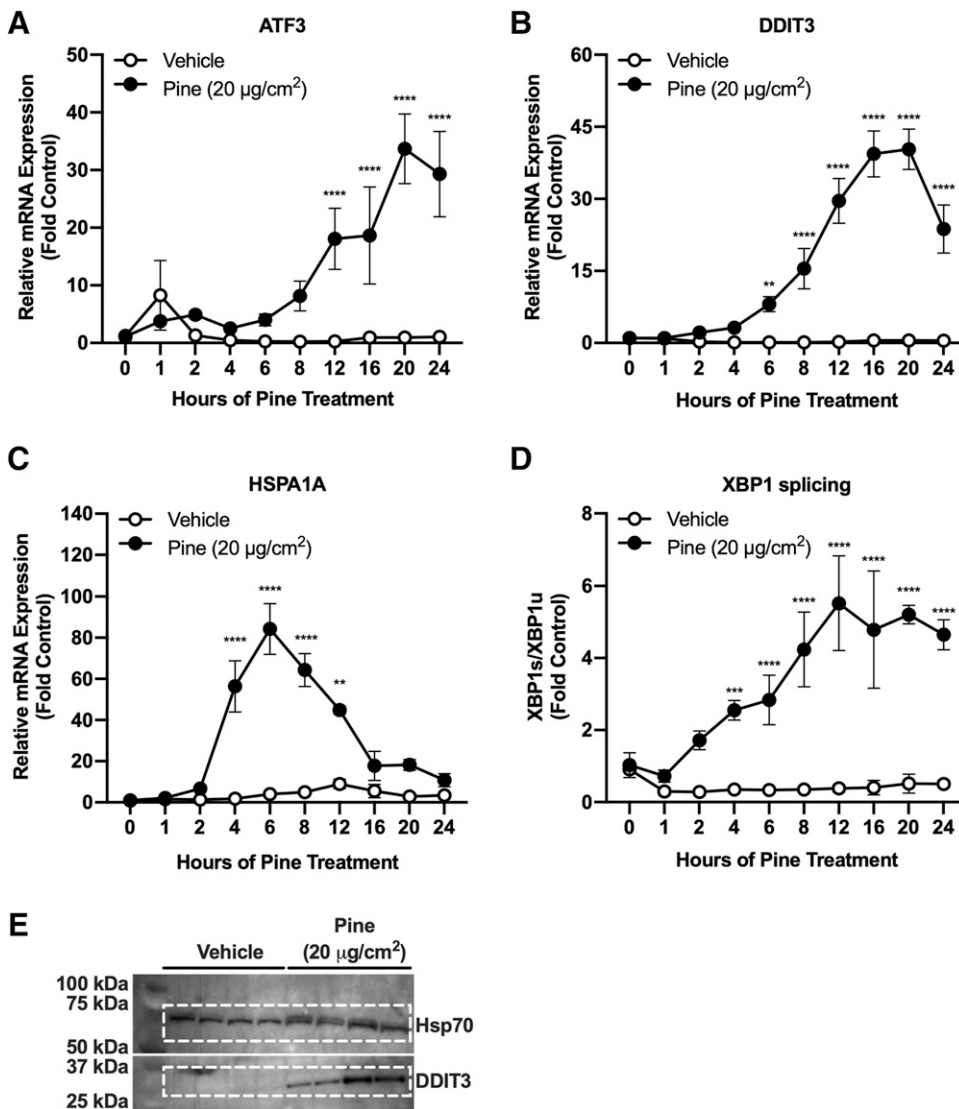 A
ATF3
Relative mRNA Expression
(Fold Control)
50
40
30
20
10
0
Vehicle
Pine (20 µg/cm²)
****
****
****
****
0 1 2 4 6 8 12 16 20 24
Hours of Pine Treatment
B
DDIT3
Relative mRNA Expression
(Fold Control)
60
45
30
15
0
Vehicle
Pine (20 µg/cm²)
**
****
****
****
****
****
0 1 2 4 6 8 12 16 20 24
Hours of Pine Treatment
C
HSPA1A
Relative mRNA Expression
(Fold Control)
140
120
100
80
60
40
20
0
Vehicle
Pine (20 µg/cm²)
****
****
****
**
0 1 2 4 6 8 12 16 20 24
Hours of Pine Treatment
D
XBP1 splicing
XBP1s/XBP1u
(Fold Control)
8
6
4
2
0
Vehicle
Pine (20 µg/cm²)
***
****
****
****
****
****
****
0 1 2 4 6 8 12 16 20 24
Hours of Pine Treatment
E
Pine
Vehicle (20 µg/cm²)
100 kDa
75 kDa
Hsp70
50 kDa
37 kDa
DDIT3
25 kDa